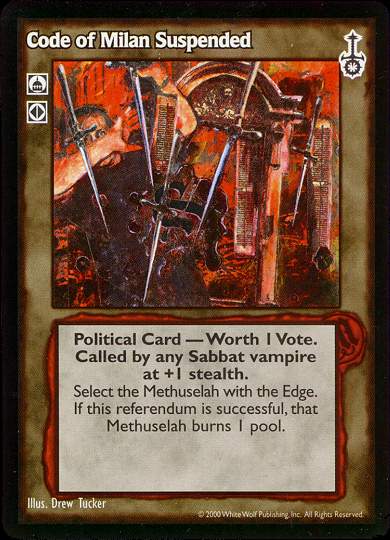 Code of Milan Suspended
Political Card — Worth 1 Vote.
Called by any Sabbat vampire
at +1 stealth.
Select the Methuselah with the Edge.
If this referendum is successful, that
Methuselah burns 1 pool.
Illus. Drew Tucker
© 2000 White Wolf Publishing, Inc. All Rights Reserved.